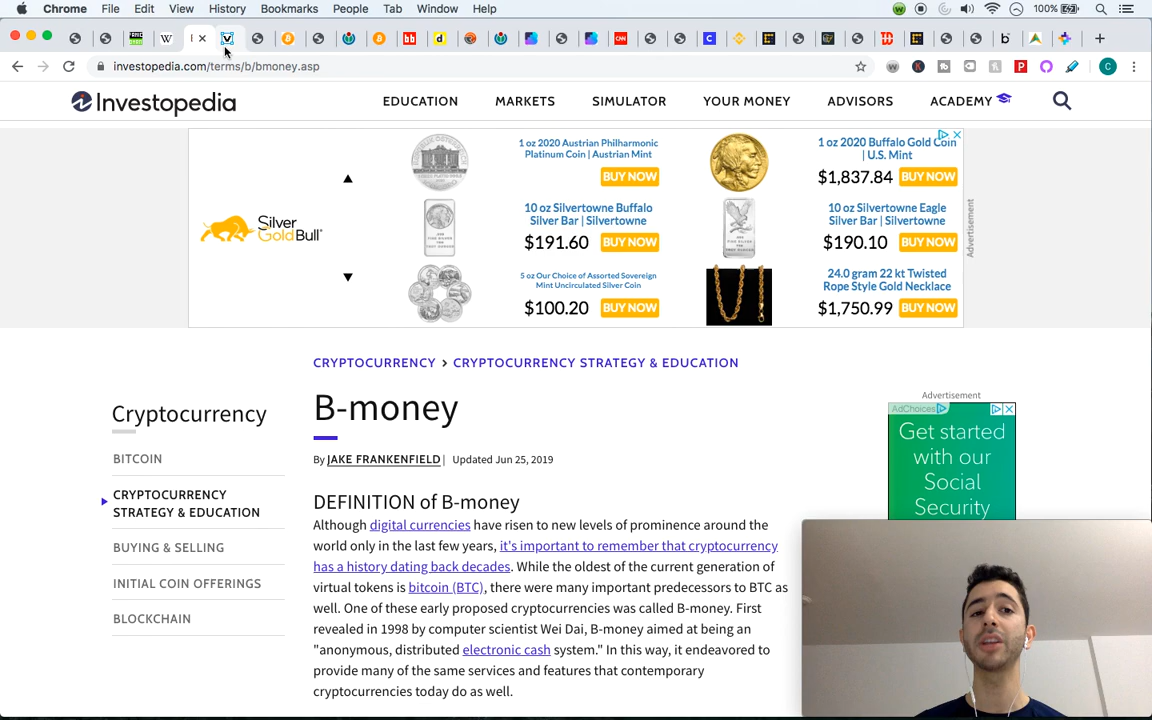 Chrome File Edit View History Bookmarks People Tab Window Help 100%
investopedia.com/terms/b/bmoney.asp
Investopedia
EDUCATION MARKETS SIMULATOR YOUR MONEY ADVISORS ACADEMY
Silver Gold Bull
1 oz 2020 Austrian Philharmonic
Platinum Coin | Austrian Mint
BUY NOW
1 oz 2020 Buffalo Gold Coin
| U.S. Mint
$1,837.84 BUY NOW
10 oz Silvertowne Buffalo
Silver Bar | Silvertowne
$191.60 BUY NOW
10 oz Silvertowne Eagle
Silver Bar | Silvertowne
$190.10 BUY NOW
5 oz Our Choice of Assorted Sovereign
Mint Uncirculated Silver Coin
$100.20 BUY NOW
24.0 gram 22 kt Twisted
Rope Style Gold Necklace
$1,750.99 BUY NOW
Advertisement
CRYPTOCURRENCY > CRYPTOCURRENCY STRATEGY & EDUCATION
Cryptocurrency
BITCOIN
CRYPTOCURRENCY
STRATEGY & EDUCATION
BUYING & SELLING
INITIAL COIN OFFERINGS
BLOCKCHAIN
B-money
By JAKE FRANKENFIELD | Updated Jun 25, 2019
DEFINITION of B-money
Although digital currencies have risen to new levels of prominence around the
world only in the last few years, it's important to remember that cryptocurrency
has a history dating back decades. While the oldest of the current generation of
virtual tokens is bitcoin (BTC), there were many important predecessors to BTC as
well. One of these early proposed cryptocurrencies was called B-money. First
revealed in 1998 by computer scientist Wei Dai, B-money aimed at being an
"anonymous, distributed electronic cash system." In this way, it endeavored to
provide many of the same services and features that contemporary
cryptocurrencies today do as well.
Advertisement
AdChoices
Get started
with our
Social
Security